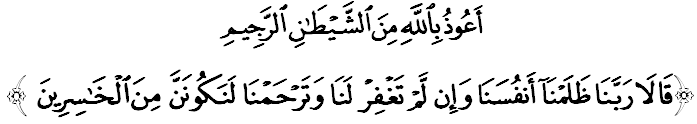 أَعُوذُ بِاللَّهِ مِنَ الشَّيْطَانِ الرَّجِيمِ
﴿قَالَا رَبَّنَا ظَلَمْنَا أَنفُسَنَا وَإِن لَّمْ تَغْفِرْ لَنَا وَتَرْحَمْنَا لَنَكُونَنَّ مِنَ الْخَاسِرِينَ﴾